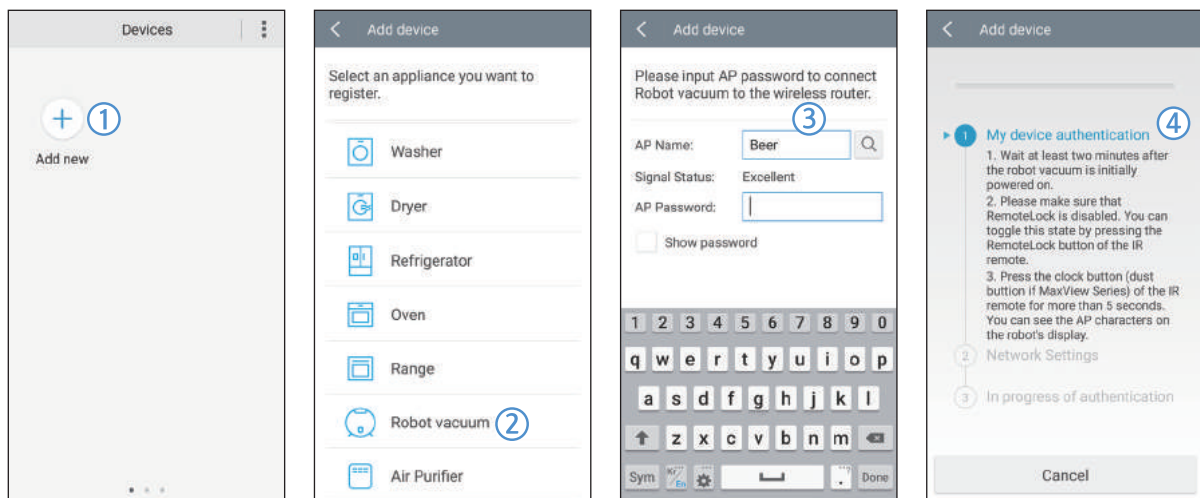 Devices
+
①
Add new
Add device
Select an appliance you want to
register.
Washer
Dryer
Refrigerator
Oven
Range
Robot vacuum ②
Air Purifier
Add device
Please input AP password to connect
Robot vacuum to the wireless router.
③
AP Name: Beer
Signal Status: Excellent
AP Password:
Show password
1 2 3 4 5 6 7 8 9 0
q w e r t y u i o p
a s d f g h j k l
z x c v b n m
Sym Kr/En . Done
Add device
④
1 My device authentication
1. Wait at least two minutes after
the robot vacuum is initially
powered on.
2. Please make sure that
RemoteLock is disabled. You can
toggle this state by pressing the
RemoteLock button of the IR
remote.
3. Press the clock button (dust
buttion if MaxView Series) of the IR
remote for more than 5 seconds.
You can see the AP characters on
the robot's display.
2 Network Settings
3 In progress of authentication
Cancel